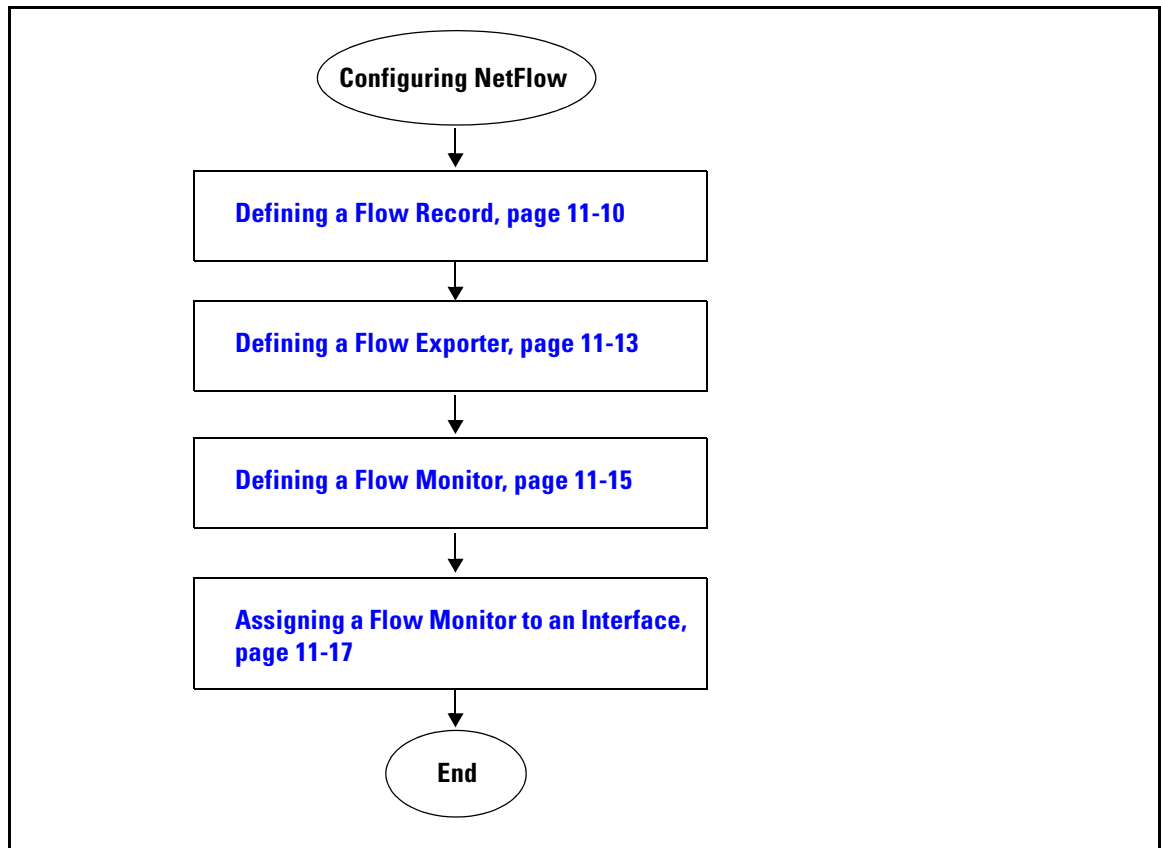 Configuring NetFlow
Defining a Flow Record, page 11-10
Defining a Flow Exporter, page 11-13
Defining a Flow Monitor, page 11-15
Assigning a Flow Monitor to an Interface,
page 11-17
End